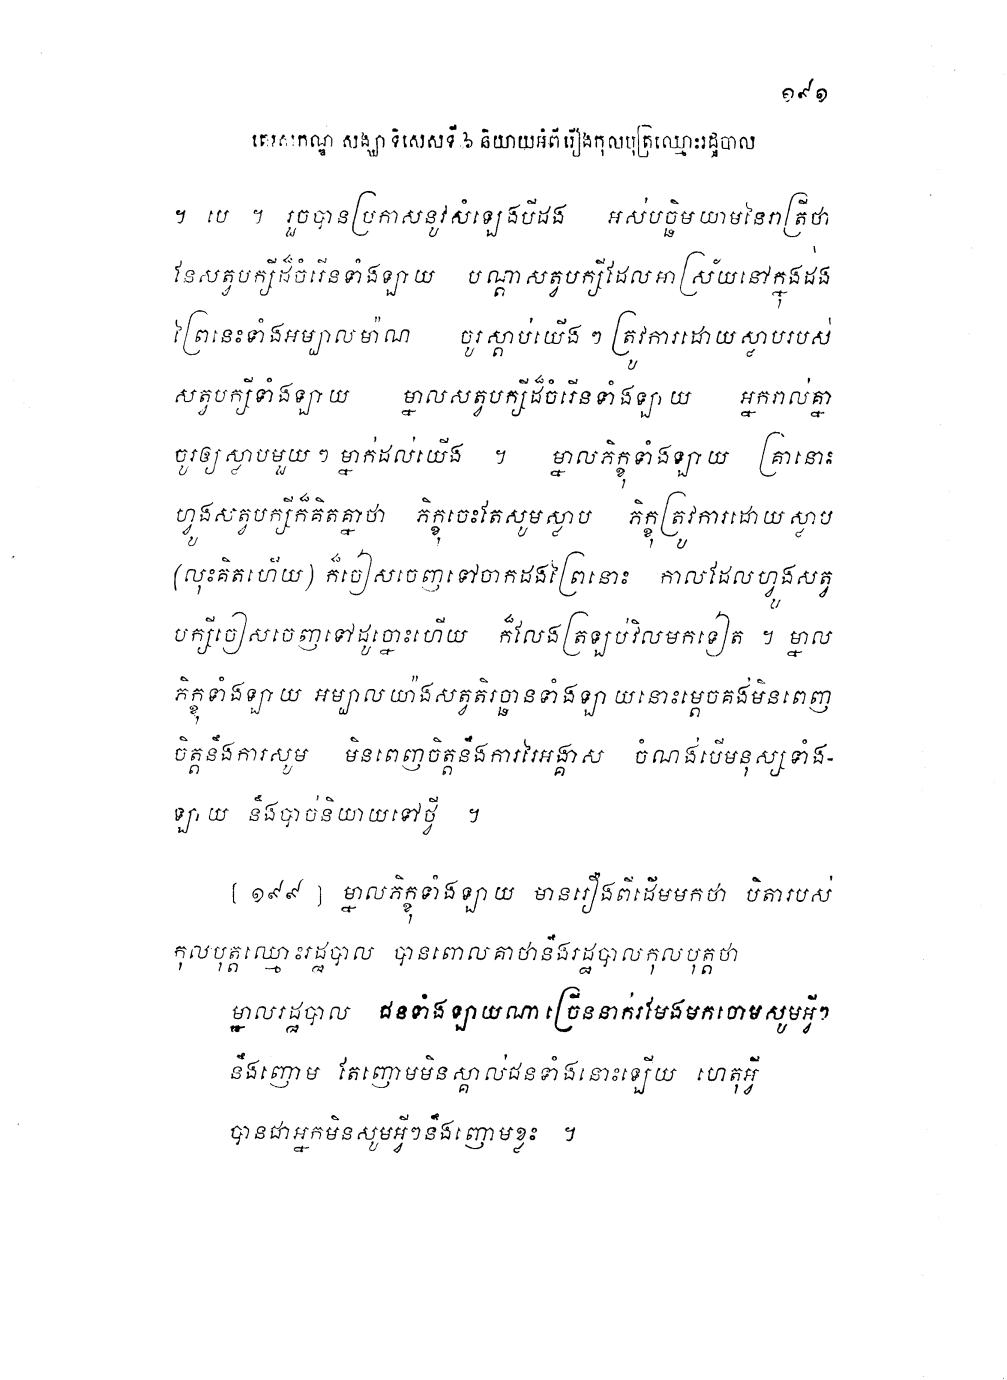 ១៩១
តេរសកណ្ឌ សង្ឃាទិសេសទី ៦ និយាយអំពីរឿងកុលបុត្រឈ្មោះរដ្ឋបាល
។ បេ ។ រួចបានប្រកាសនូវសំឡេងបីដង អស់បច្ឆិមយាមនៃរាត្រីថា
នែសត្វបក្សីដ៏ចំរើនទាំងឡាយ បណ្តាសត្វបក្សីដែលអាស្រ័យនៅក្នុងដង់
ព្រៃនេះទាំងអម្បាលម៉ាណ ចូរស្តាប់យើង ៗ ត្រូវការដោយស្លាបរបស់
សត្វបក្សីទាំងឡាយ ម្នាលសត្វបក្សីដ៏ចំរើនទាំងឡាយ អ្នករាល់គ្នា
ចូរឲ្យស្លាបមួយ ៗ ម្នាក់ដល់យើង ។ ម្នាលភិក្ខុទាំងឡាយ គ្រានោះ
ហ្វូងសត្វបក្សីក៏គិតគ្នាថា ភិក្ខុចេះតែសូមស្លាប ភិក្ខុត្រូវការដោយស្លាប
(លុះគិតហើយ) ក៏ចៀសចេញទៅចាកដងព្រៃនោះ កាលដែលហ្វូងសត្វ
បក្សីចៀសចេញទៅដូច្នោះហើយ ក៏លែងត្រឡប់វិលមកទៀត ។ ម្នាល
ភិក្ខុទាំងឡាយ អម្បាលយ៉ាងសត្វតិរច្ឆានទាំងឡាយនោះម្តេចគង់មិនពេញ
ចិត្តនឹងការសូម មិនពេញចិត្តនឹងការរៃអង្គាស ចំណង់បើមនុស្សទាំង-
ឡាយ នឹងបាច់និយាយទៅថ្វី ។
[ ១៩៩ ] ម្នាលភិក្ខុទាំងឡាយ មានរឿងពីដើមមកថា បិតារបស់
កុលបុត្តឈ្មោះរដ្ឋបាល បានពោលគាថានឹងរដ្ឋបាលកុលបុត្តថា
ម្នាលរដ្ឋបាល ជនទាំងឡាយណា ច្រើននាក់រមែងមកចោមសូមអ្វីៗ
នឹងញោម តែញោមមិនស្គាល់ជនទាំងនោះឡើយ ហេតុអ្វី
បានជាអ្នកមិនសូមអ្វីៗនឹងញោមខ្លះ ។